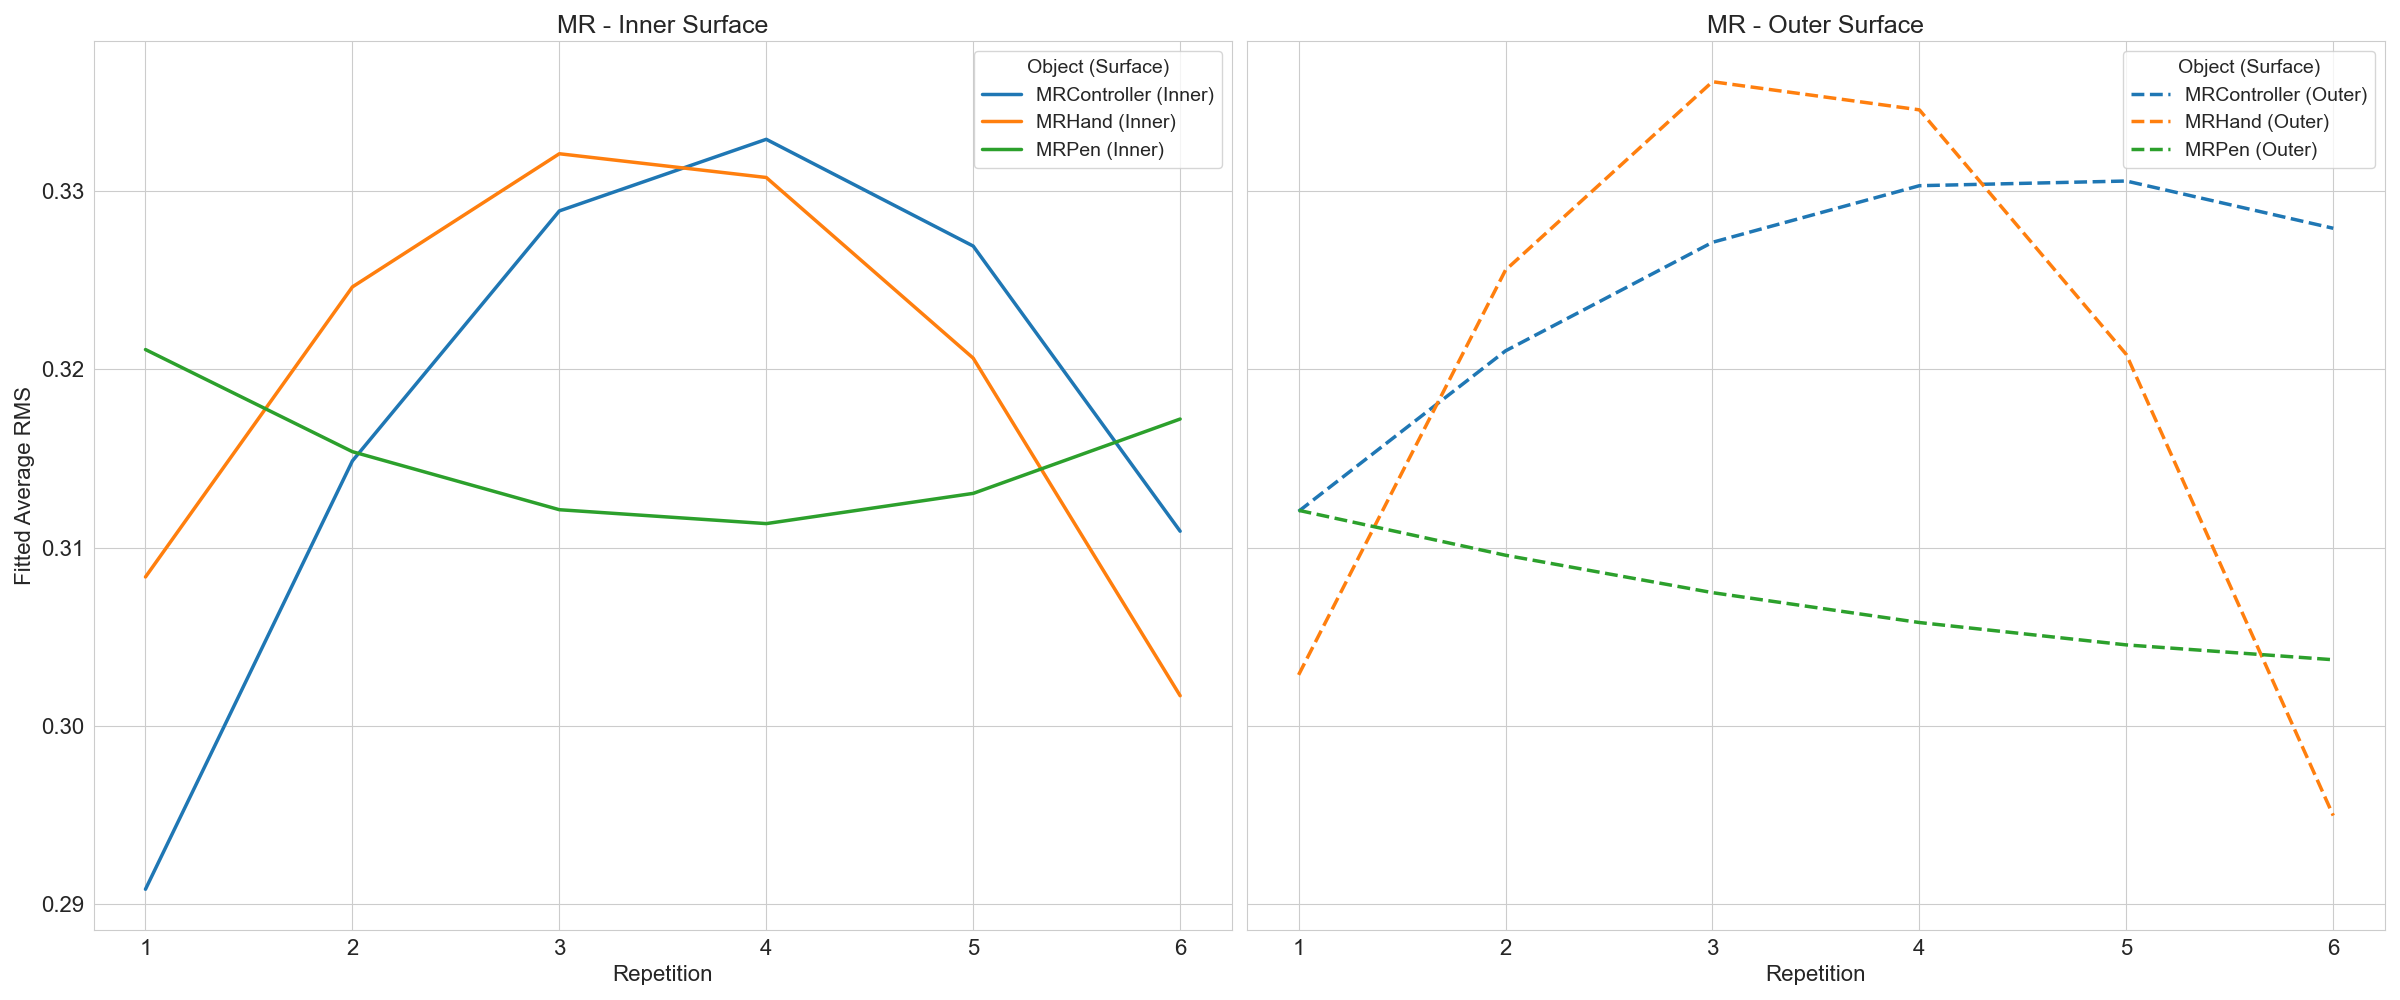 MR - Inner Surface
Object (Surface)
MRController (Inner)
MRHand (Inner)
MRPen (Inner)
Fitted Average RMS
0.33
0.32
0.31
0.30
0.29
1 2 3 4 5 6
Repetition
MR - Outer Surface
Object (Surface)
MRController (Outer)
MRHand (Outer)
MRPen (Outer)
1 2 3 4 5 6
Repetition